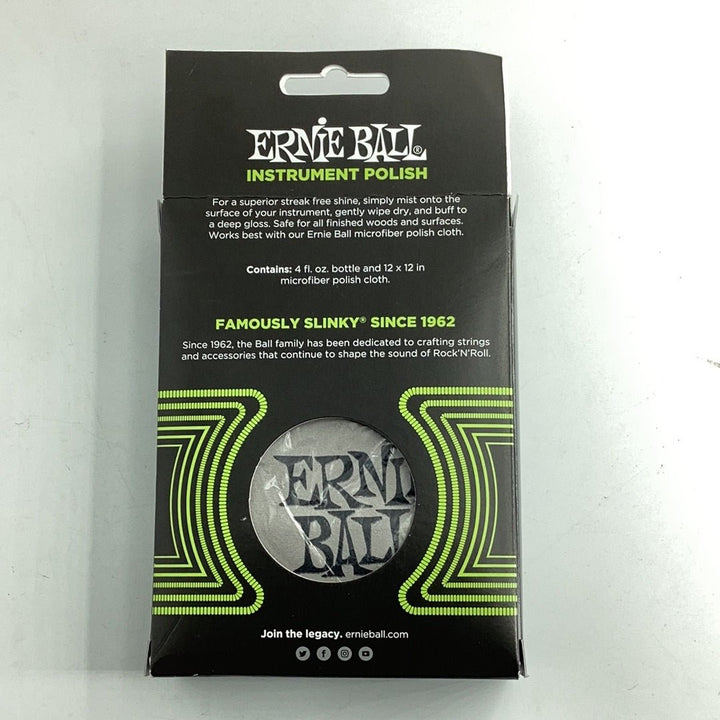 ERNIE BALL®
INSTRUMENT POLISH
For a superior streak free shine, simply mist onto the
surface of your instrument, gently wipe dry, and buff to
a deep gloss. Safe for all finished woods and surfaces.
Works best with our Ernie Ball microfiber polish cloth.
Contains: 4 fl. oz. bottle and 12 x 12 in
microfiber polish cloth.
FAMOUSLY SLINKY® SINCE 1962
Since 1962, the Ball family has been dedicated to crafting strings
and accessories that continue to shape the sound of Rock'N'Roll.
ERNI
BALL
Join the legacy. ernieball.com